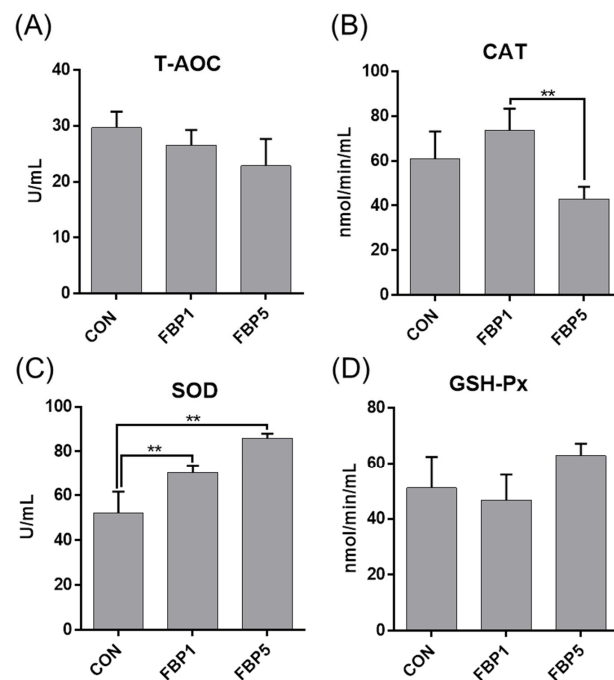 (A)
T-AOC
40
30
20
10
0
U/mL
CON
FBP1
FBP5
(B)
CAT
100
80
60
40
20
0
nmol/min/mL
**
CON
FBP1
FBP5
(C)
SOD
100
80
60
40
20
0
U/mL
**
**
CON
FBP1
FBP5
(D)
GSH-Px
80
60
40
20
0
nmol/min/mL
CON
FBP1
FBP5